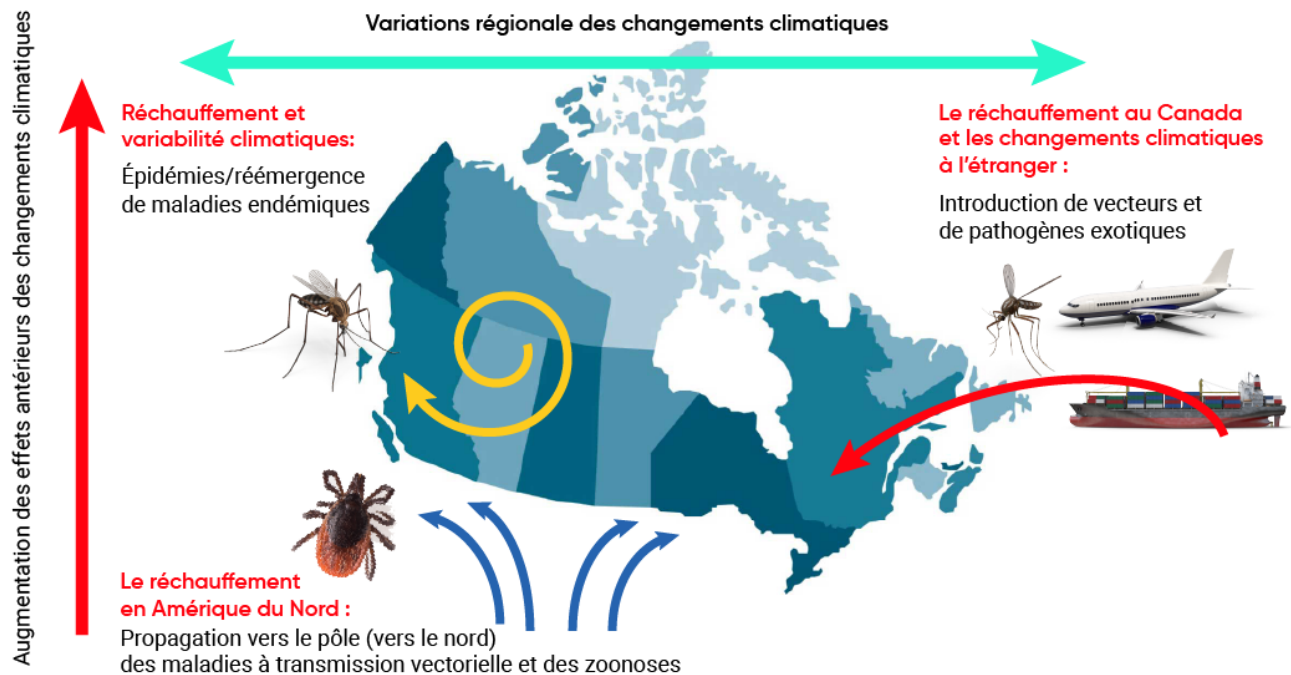 Variations régionale des changements climatiques
Augmentation des effets antérieurs des changements climatiques
Réchauffement et
variabilité climatiques:
Épidémies/réémergence
de maladies endémiques
Le réchauffement au Canada
et les changements climatiques
à l'étranger :
Introduction de vecteurs et
de pathogènes exotiques
Le réchauffement
en Amérique du Nord :
Propagation vers le pôle (vers le nord)
des maladies à transmission vectorielle et des zoonoses